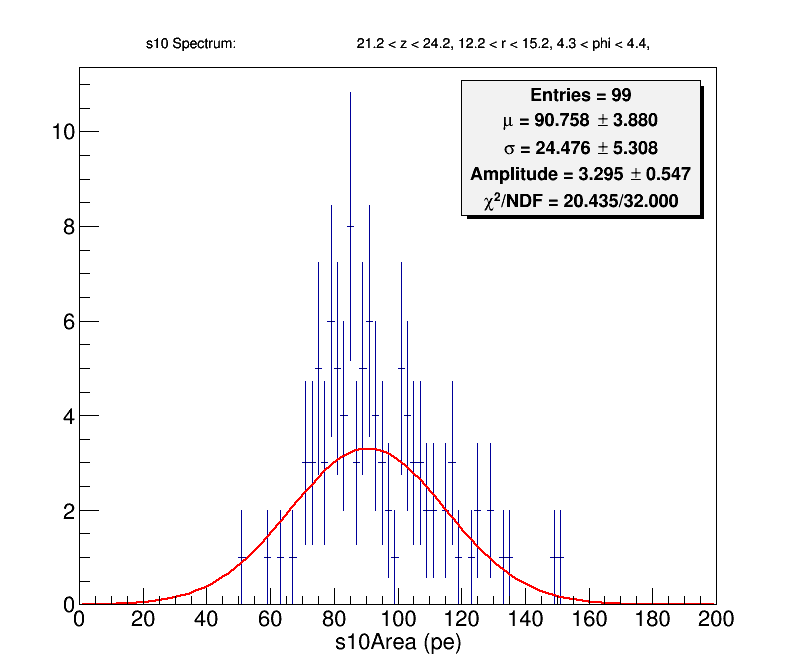 s10 Spectrum: 21.2 < z < 24.2, 12.2 < r < 15.2, 4.3 < phi < 4.4,
Entries = 99
μ = 90.758 ± 3.880
σ = 24.476 ± 5.308
Amplitude = 3.295 ± 0.547
χ²/NDF = 20.435/32.000
10
8
6
4
2
0
0 20 40 60 80 100 120 140 160 180 200
s10Area (pe)